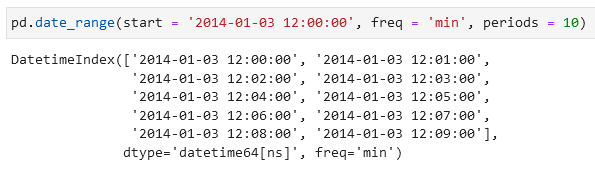 pd.date_range(start = '2014-01-03 12:00:00', freq = 'min', periods = 10)
DatetimeIndex(['2014-01-03 12:00:00', '2014-01-03 12:01:00',
'2014-01-03 12:02:00', '2014-01-03 12:03:00',
'2014-01-03 12:04:00', '2014-01-03 12:05:00',
'2014-01-03 12:06:00', '2014-01-03 12:07:00',
'2014-01-03 12:08:00', '2014-01-03 12:09:00'],
dtype='datetime64[ns]', freq='min')